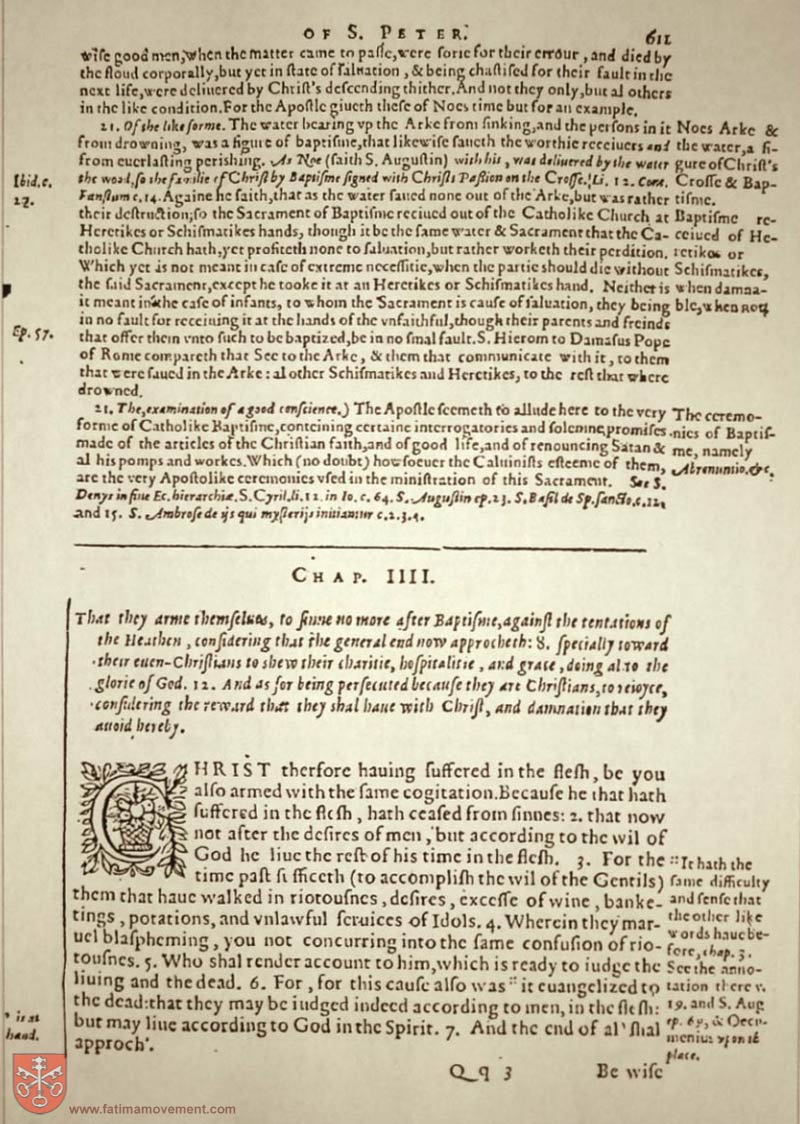 OF S. PETER.
611
wiſe good men, when the matter came to paſſe, were ſorie for their errour, and died by
the floud corporally, but yet in ſtate of ſaluation, & being chaſtiſed for their fault in the
next life, were deliuered by Chriſt's deſcending thither. And not they only, but al others
in the like condition. For the Apoſtle giueth theſe of Noes time but for an example.
21. Of the like forme. The water bearing vp the Arke from ſinking, and the perſons in it
from drowning, was a figure of baptiſme, that likewiſe ſaueth the worthie receiuers and
from euerlaſting periſhing. As Noe (ſaith S. Auguſtin) with his, was deliuered by the water
the wood, ſo the familie of Chriſt by Baptiſme ſigned with Chriſts Paſſion on the Croſſe. Li. 12. Cont.
Fauſtum c. 14. Againe he ſaith, that as the water ſaued none out of the Arke, but was rather
their deſtruction; ſo the Sacrament of Baptiſme reciued out of the Catholike Church at
Heretikes or Schiſmatikes hands, though it be the ſame water & Sacrament that the Ca-
tholike Church hath, yet profiteth none to ſaluation, but rather worketh their perdition.
Which yet is not meant in caſe of extreme neceſſitie, when the partie should die without
the ſaid Sacrament, except he tooke it at an Heretikes or Schiſmatikes hand. Neither is
it meant in the caſe of infants, to whom the Sacrament is cauſe of ſaluation, they being
in no fault for receiuing it at the hands of the vnfaithful, though their parents and freinds
that offer them vnto ſuch to be baptized, be in no ſmal fault. S. Hierom to Damaſus Pope
of Rome compareth that See to the Arke, & them that communicate with it, to them
that were ſaued in the Arke: al other Schiſmatikes and Heretikes, to the reſt that where
drowned.
21. The, examination of a good conſcience.) The Apoſtle ſeemeth to allude here to the very
forme of Catholike Baptiſme, conteining certaine interrogatories and ſolemne promiſes
made of the articles of the Chriſtian faith, and of good life, and of renouncing Satan &
al his pomps and workes. Which (no doubt) howſoeuer the Caluiniſts eſteeme of them,
are the very Apoſtolike ceremonies vſed in the miniſtration of this Sacrament. See S.
Denys in fine Ec. hierarchiæ. S. Cyril. li. 12 in Io. c. 64. S. Auguſtin ep. 23. S. Baſil de Sp. ſancto. c. 12,
and 15. S. Ambroſe de ijs qui myſterijs initiantur c. 2. 3. 4.
Ibid. c.
27.
Ep. 57.
Noes Arke &
the water, a fi-
gure of Chriſt's
Croſſe & Bap-
tiſme.
Baptiſme re-
ceiued of He-
retikes or
Schiſmatikes,
when damna-
ble, when not.
The ceremo-
nies of Baptiſ-
me, namely
Abrenuntio. &c.
CHAP. IIII.
That they arme themſelues, to ſinne no more after Baptiſme, againſt the tentations of
the Heathen, conſidering that the general end now approcheth: 8. ſpecially toward
their euen-Chriſtians to shew their charitie, hoſpitalitie, and grace, doing al to the
glorie of God. 12. And as for being perſecuted becauſe they are Chriſtians, to reioyce,
conſidering the reward that they shal haue with Chriſt, and damnation that they
auoid hereby.
CHRIST therfore hauing ſuffered in the flesh, be you
alſo armed with the ſame cogitation. Becauſe he that hath
ſuffered in the flesh, hath ceaſed from ſinnes: 2. that now
not after the deſires of men, but according to the wil of
God he liue the reſt of his time in the flesh. 3. For the
time paſt ſufficeth (to accomplish the wil of the Gentils)
them that haue walked in riotouſnes, deſires, exceſſe of wine, banke-
tings, potations, and vnlawful ſeruices of Idols. 4. Wherein they mar-
uel blaſpheming, you not concurring into the ſame confuſion of rio-
touſnes. 5. Who shal render account to him, which is ready to iudge the
liuing and the dead. 6. For, for this cauſe alſo was :: it euangelized to
the dead: that they may be iudged indeed according to men, in the flesh:
but may liue according to God in the Spirit. 7. And the end of al shal
approch'.
:: It hath the
ſame difficulty
and ſenſe that
the other like
words haue be-
fore, chap. 3.
See the anno-
tation there v.
19. and S. Aug.
ep. 69, & Oecu-
menius vpon this
place.
hand.
Qq 3
Be wiſe
www.fatimamovement.com